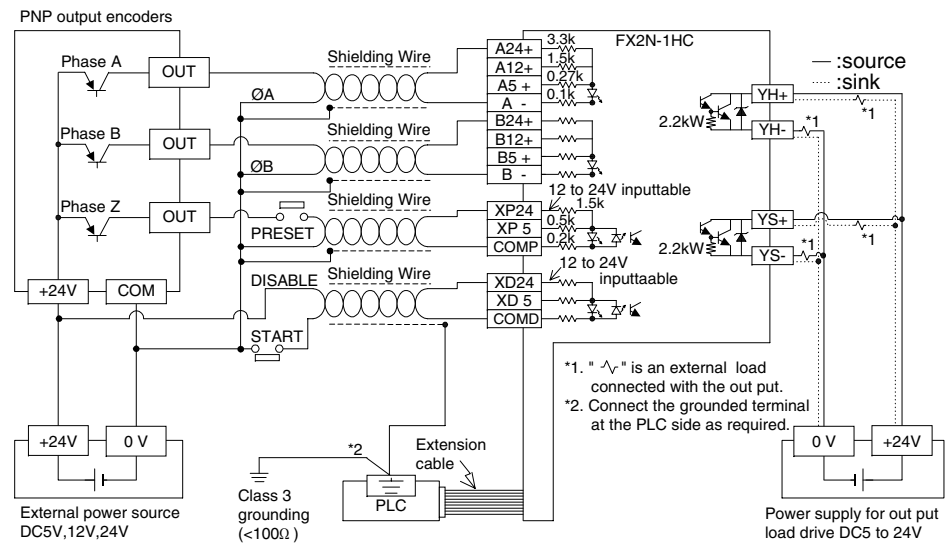 PNP output encoders
Phase A
OUT
Phase B
OUT
Phase Z
OUT
+24V
COM
ØA
ØB
PRESET
DISABLE
START
Shielding Wire
Shielding Wire
Shielding Wire
Shielding Wire
A24+
A12+
A5 +
A -
B24+
B12+
B5 +
B -
XP24
XP 5
COMP
XD24
XD 5
COMD
3.3k
1.5k
0.27k
0.1k
12 to 24V inputtable
1.5k
0.5k
0.2k
12 to 24V
inputtaable
FX2N-1HC
:source
:sink
YH+
YH-
2.2kW
*1
*1
YS+
YS-
2.2kW
*1
*1
*1. " " is an external load
connected with the out put.
*2. Connect the grounded terminal
at the PLC side as required.
+24V
0 V
External power source
DC5V,12V,24V
*2
Class 3
grounding
(<100Ω )
PLC
Extension
cable
0 V
+24V
Power supply for out put
load drive DC5 to 24V